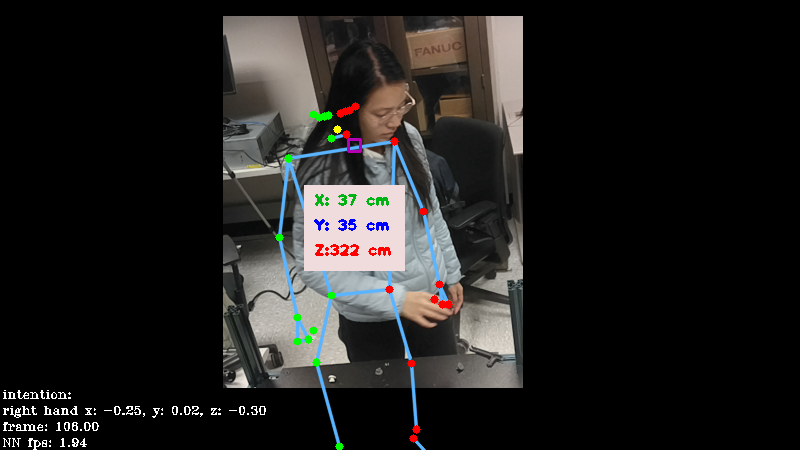 FANUC
X: 37 cm
Y: 35 cm
Z:322 cm
intention:
right hand x: −0.25, y: 0.02, z: −0.30
frame: 106.00
NN fps: 1.94